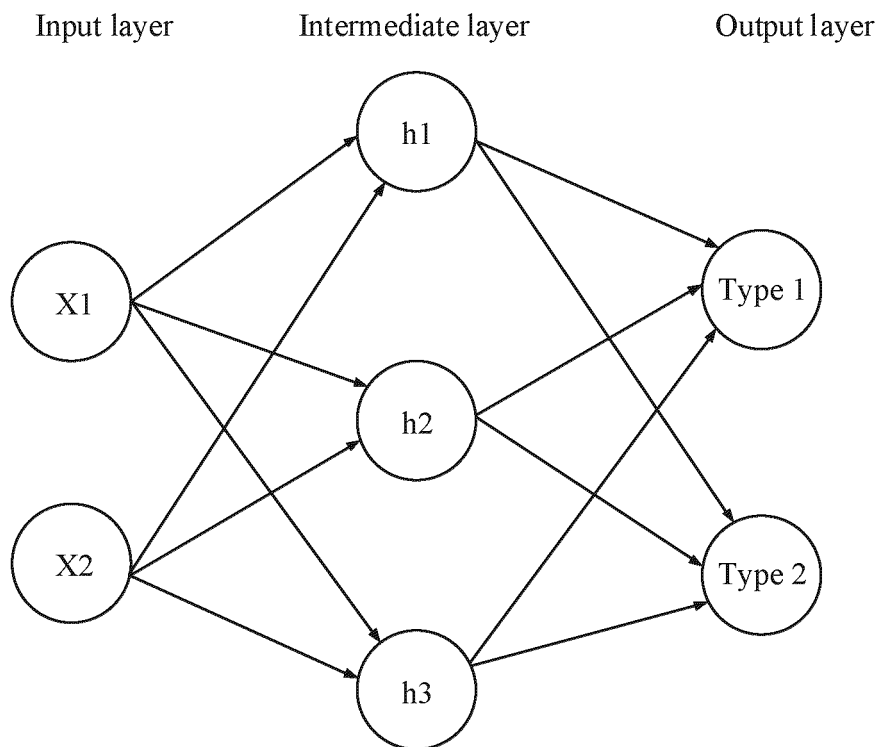 Input layer
Intermediate layer
Output layer
h1
X1
Type 1
h2
X2
Type 2
h3